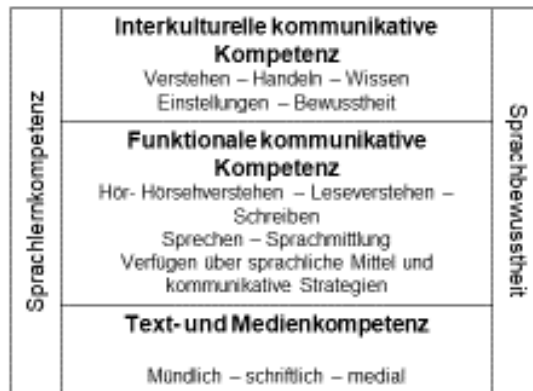 Sprachlernkompetenz
Interkulturelle kommunikative
Kompetenz
Verstehen – Handeln – Wissen
Einstellungen – Bewusstheit
Funktionale kommunikative
Kompetenz
Hör- Hörsehverstehen – Leseverstehen –
Schreiben
Sprechen – Sprachmittlung
Verfügen über sprachliche Mittel und
kommunikative Strategien
Text- und Medienkompetenz
Mündlich – schriftlich – medial
Sprachbewusstheit